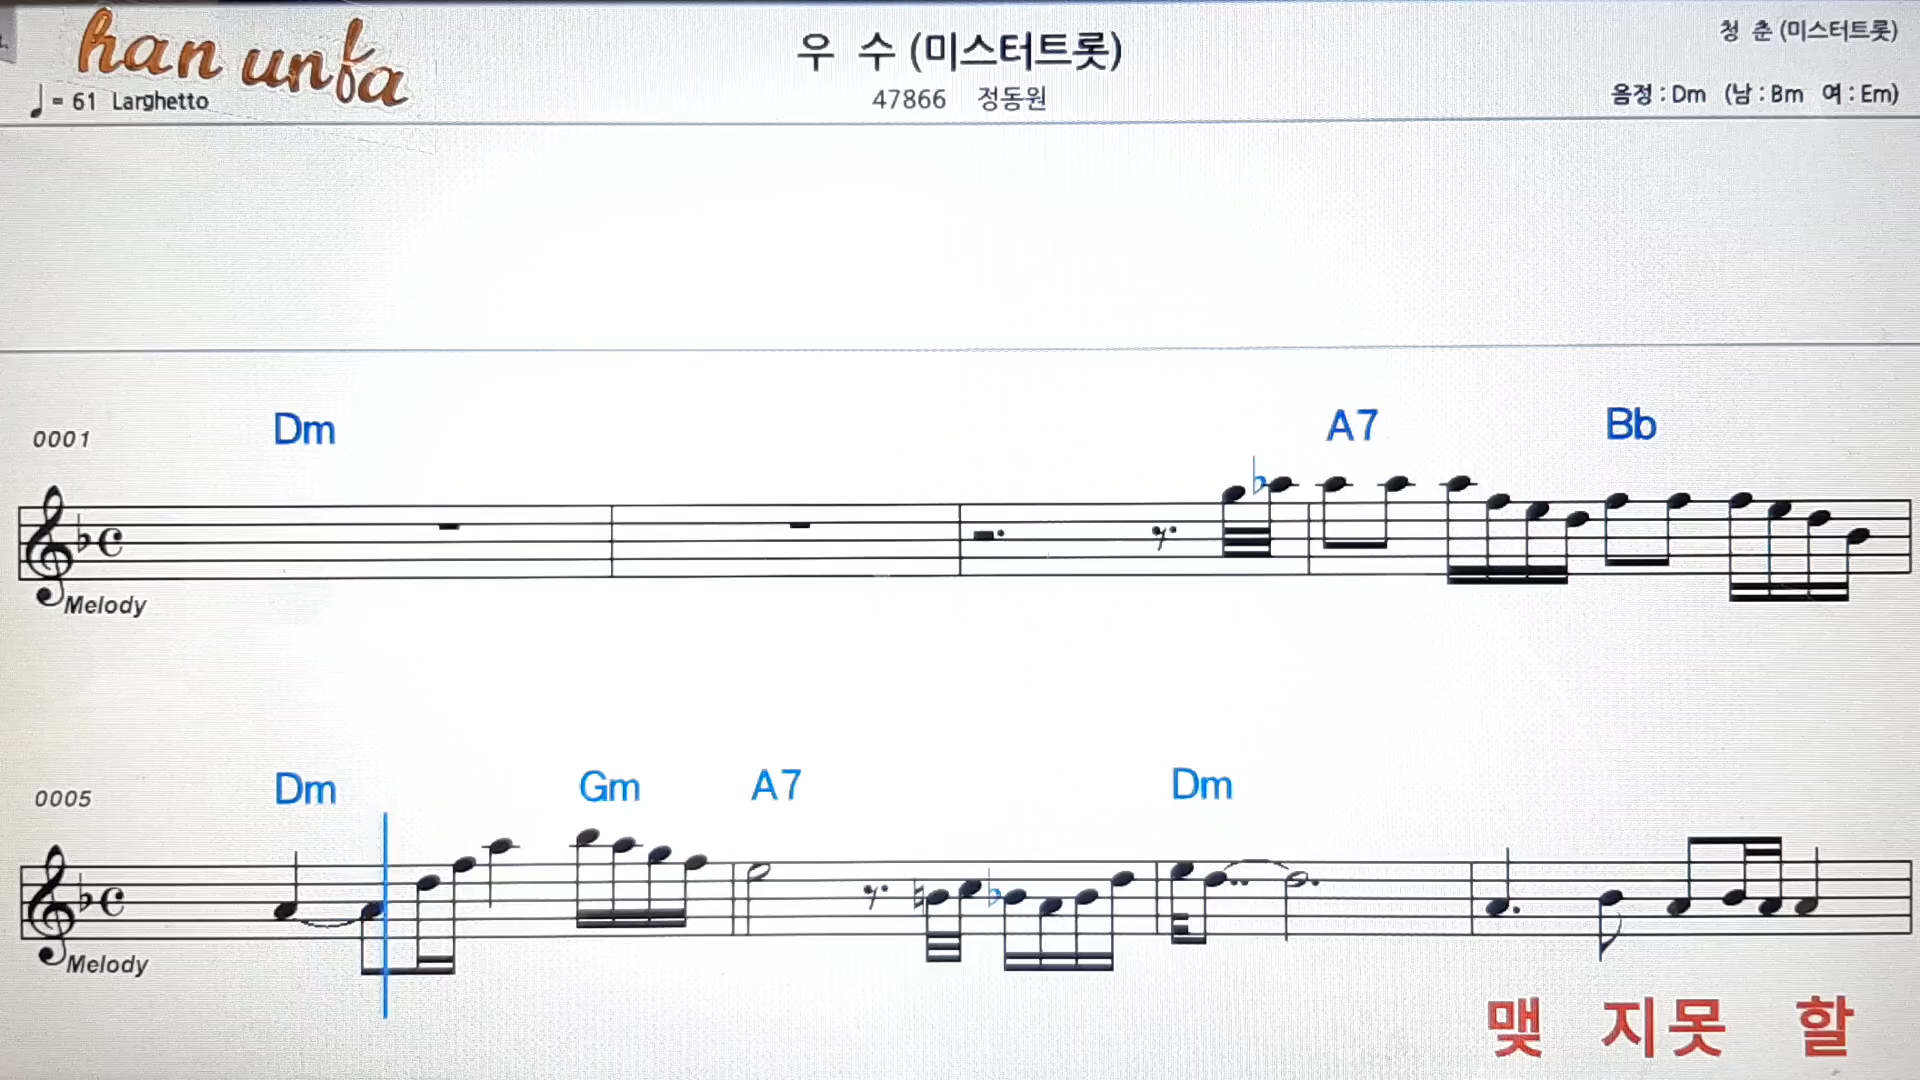 han unfa
우 수 (미스터트롯)
청 춘 (미스터트롯)
= 61 Larghetto
47866 정동원
음정 : Dm (남 : Bm 여 : Em)
0001 Dm A7 Bb
Melody
0005 Dm Gm A7 Dm
Melody
맺 지못 할